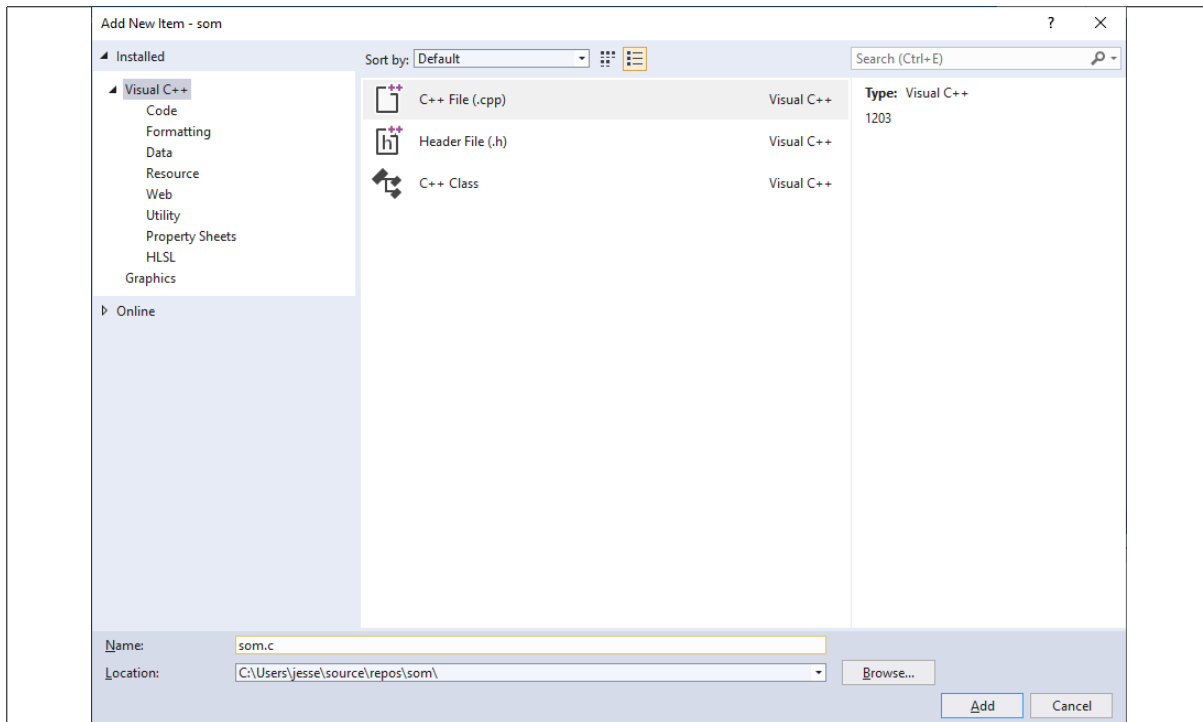 Add New Item - som
?
Installed
Sort by: Default
Search (Ctrl+E)
Visual C++
Code
Formatting
Data
Resource
Web
Utility
Property Sheets
HLSL
Graphics
Online
C++ File (.cpp) Visual C++
Header File (.h) Visual C++
C++ Class Visual C++
Type: Visual C++
1203
Name: som.c
Location: C:\Users\jesse\source\repos\som\
Browse...
Add Cancel